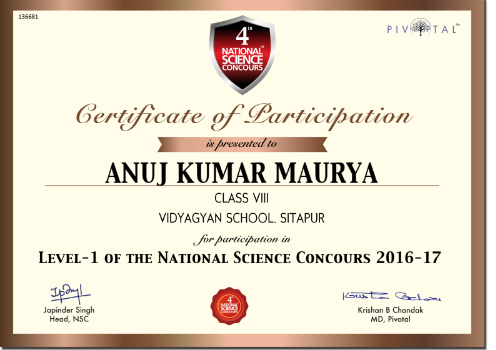 136681
4TH
NATIONAL
SCIENCE
CONCOURS
PIVOTAL
Certificate of Participation
is presented to
ANUJ KUMAR MAURYA
CLASS VIII
VIDYAGYAN SCHOOL, SITAPUR
for participation in
LEVEL-1 OF THE NATIONAL SCIENCE CONCOURS 2016-17
Japinder Singh
Head, NSC
4TH
NATIONAL
SCIENCE
CONCOURS
Krishan B Chandak
MD, Pivotal